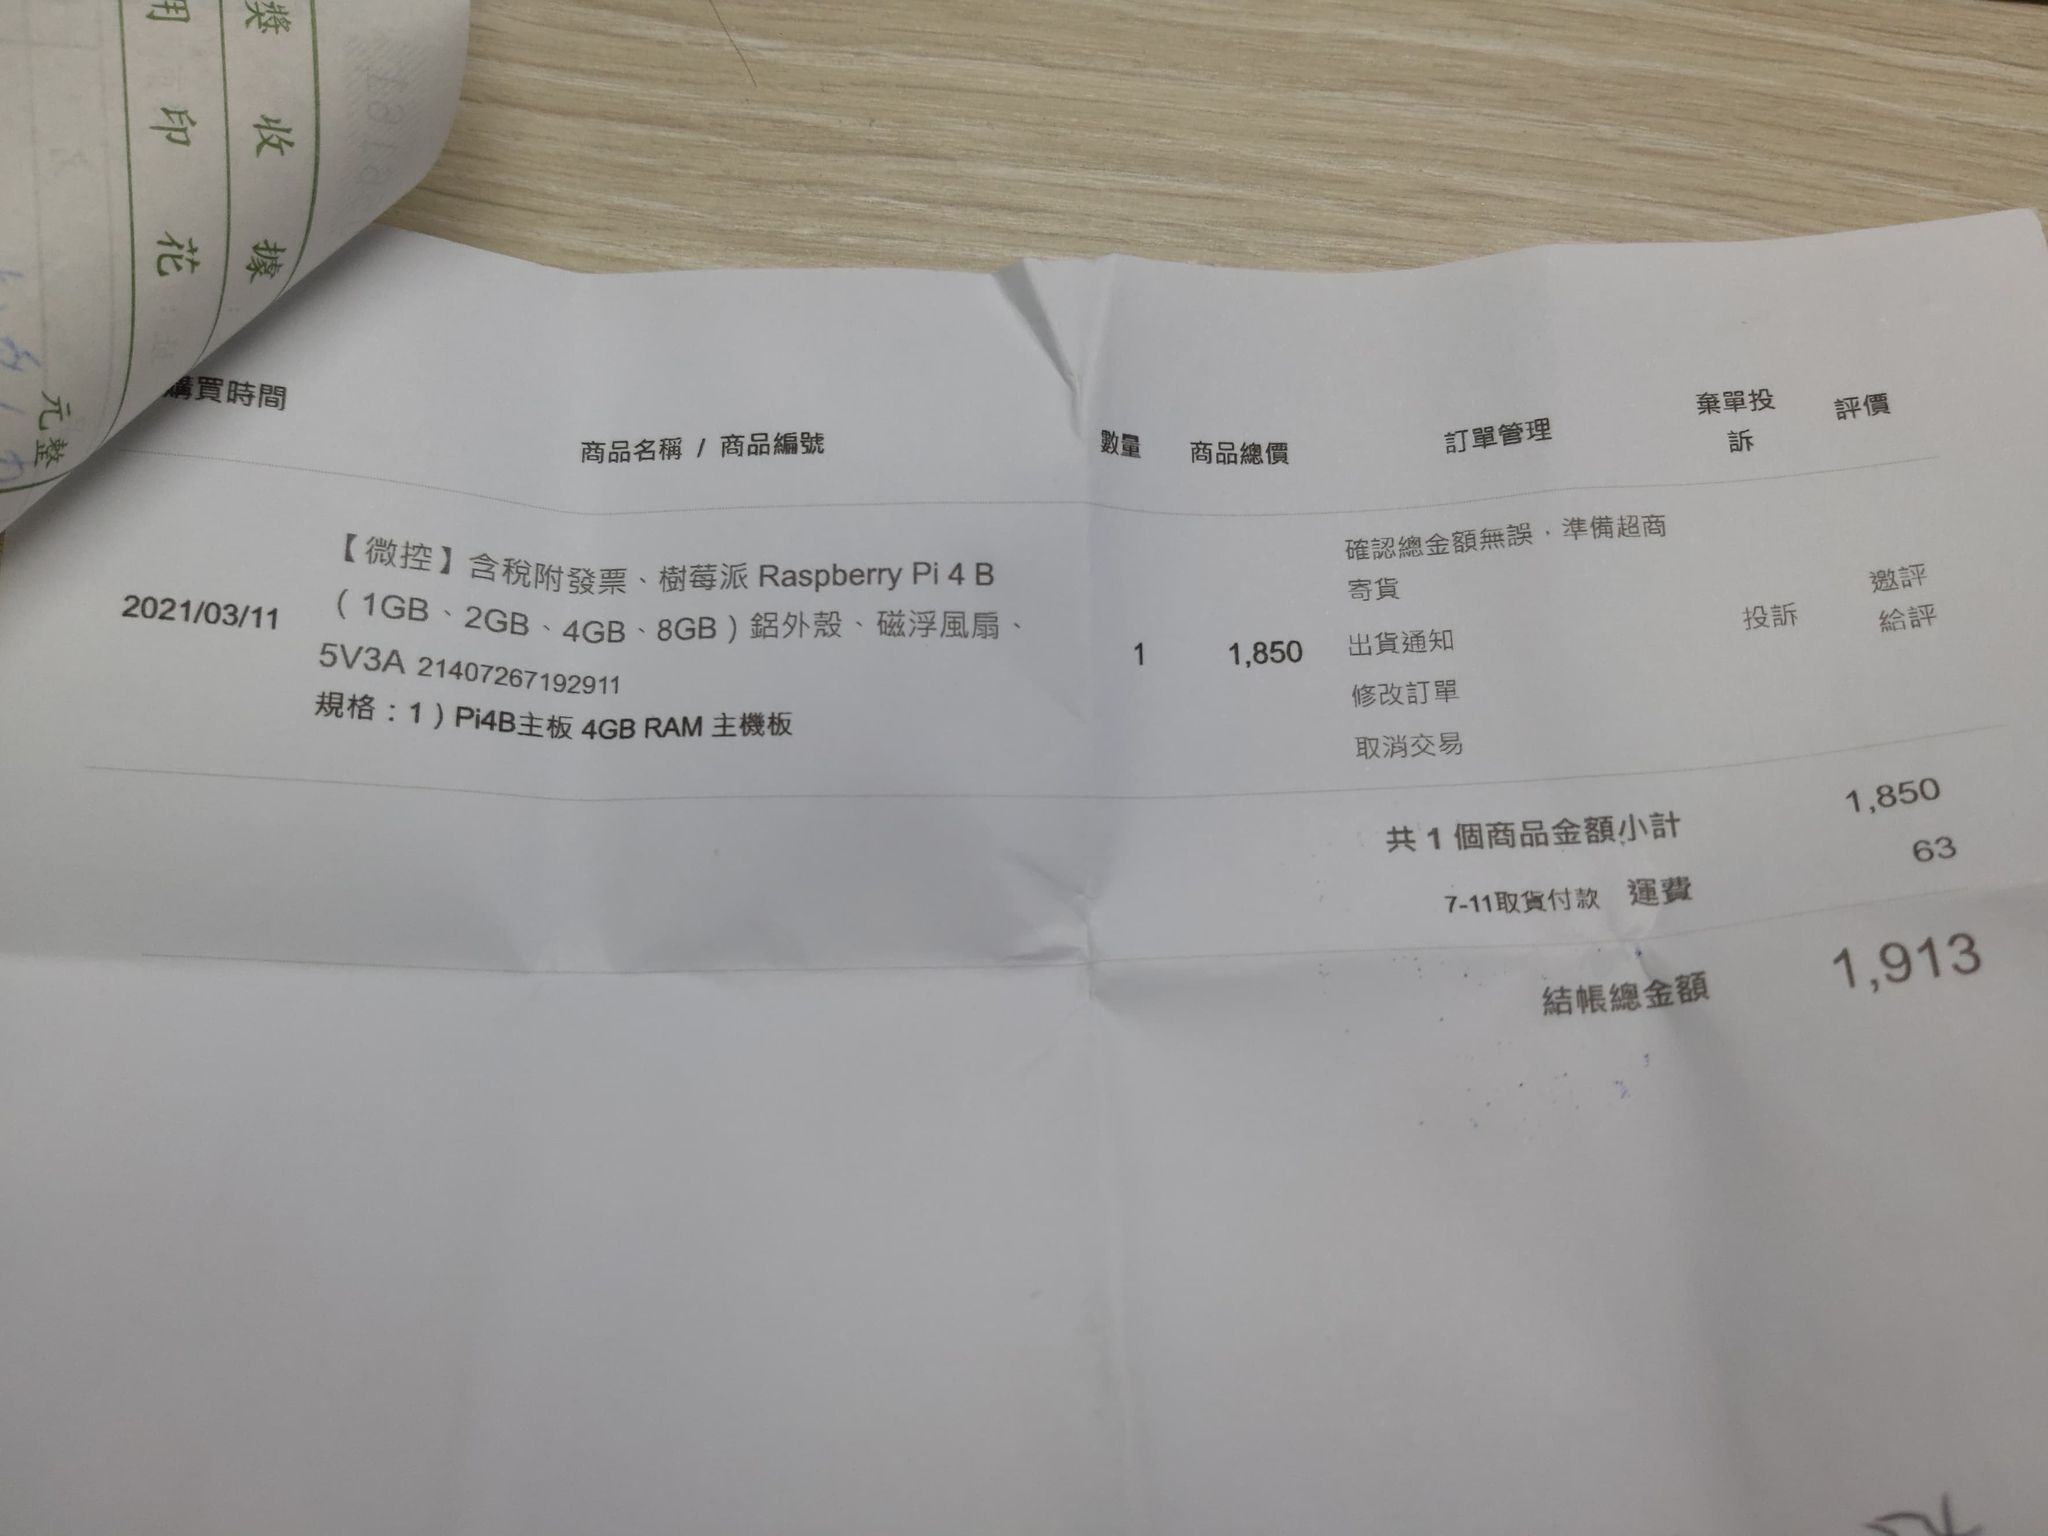 獎收據
用印花
元整
購買時間
商品名稱 / 商品編號
數量
商品總價
訂單管理
棄單投
訴
評價
2021/03/11
【微控】含稅附發票、樹莓派 Raspberry Pi 4 B
（1GB、2GB、4GB、8GB）鋁外殼、磁浮風扇、
5V3A 21407267192911
規格：1）Pi4B主板 4GB RAM 主機板
1
1,850
確認總金額無誤，準備超商
寄貨
出貨通知
修改訂單
取消交易
投訴
邀評
給評
共 1 個商品金額小計 1,850
7-11取貨付款 運費 63
結帳總金額 1,913